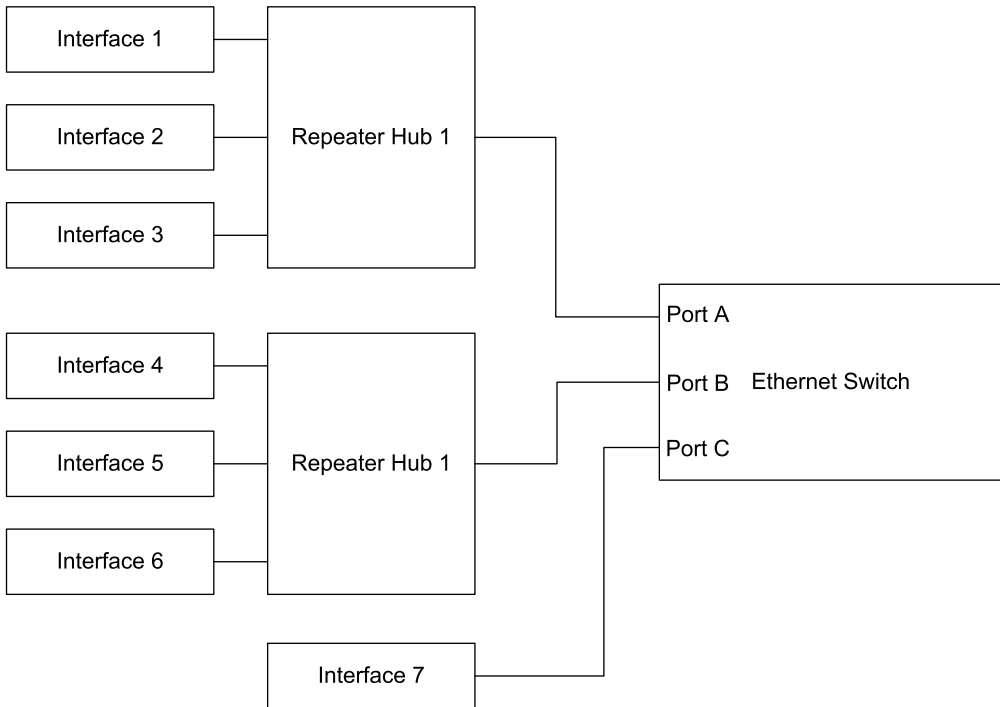 Interface 1
Interface 2
Repeater Hub 1
Interface 3
Port A
Interface 4
Port B
Ethernet Switch
Port C
Interface 5
Repeater Hub 1
Interface 6
Interface 7